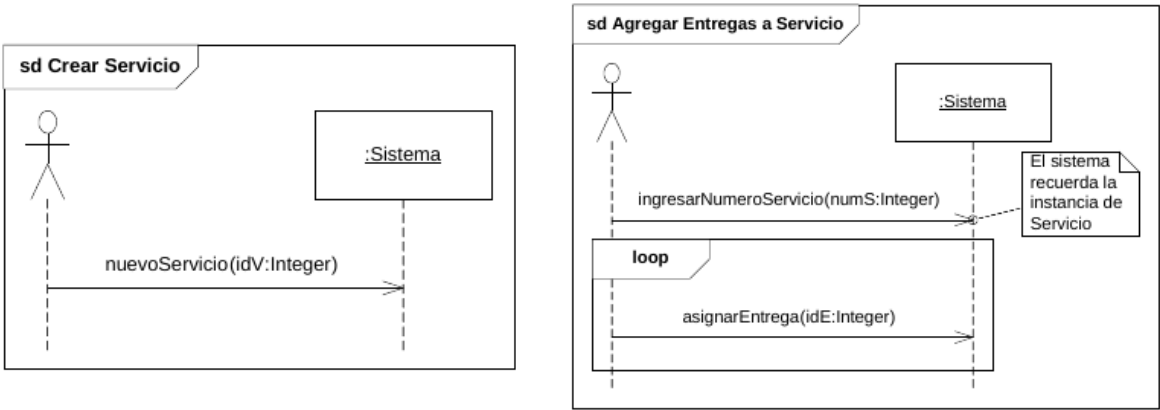 sd Crear Servicio
:Sistema
nuevoServicio(idV:Integer)
sd Agregar Entregas a Servicio
:Sistema
El sistema
recuerda la
instancia de
Servicio
ingresarNumeroServicio(numS:Integer)
loop
asignarEntrega(idE:Integer)